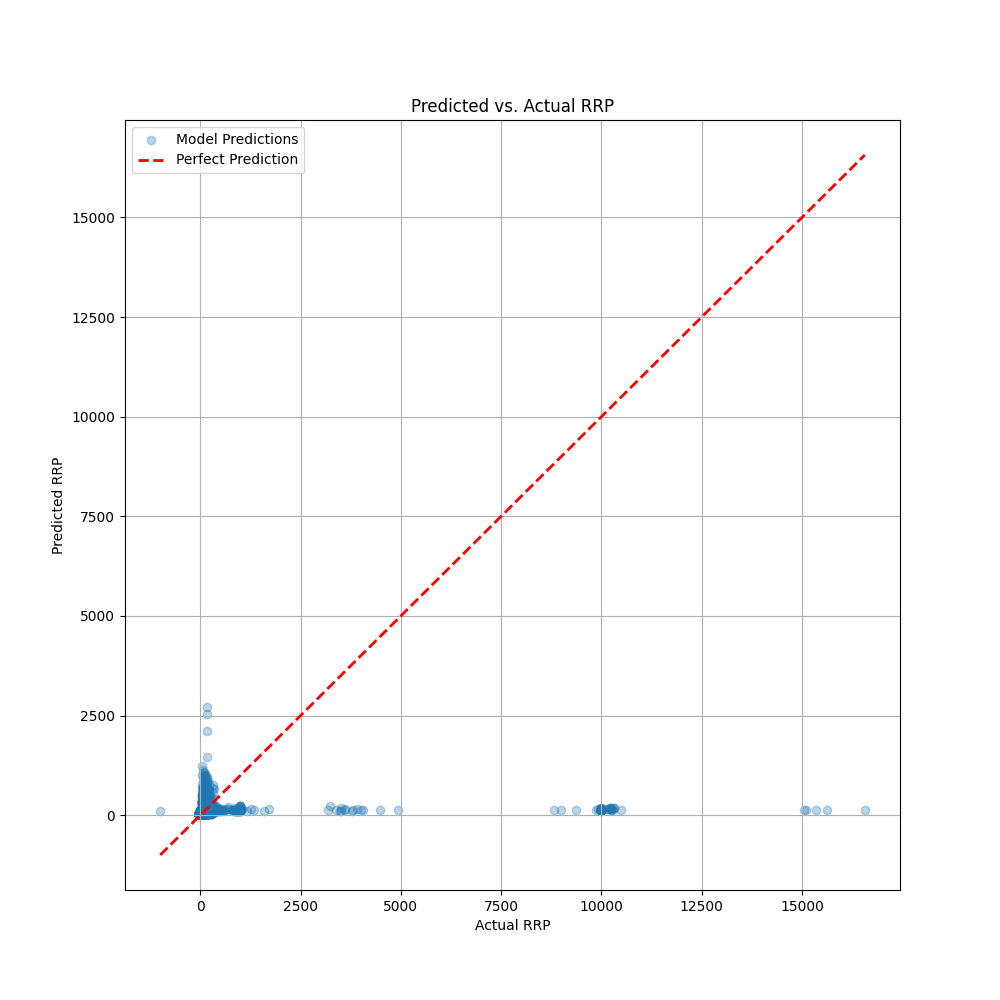 Predicted vs. Actual RRP
Model Predictions
Perfect Prediction
15000
12500
10000
7500
5000
2500
0
Predicted RRP
0 2500 5000 7500 10000 12500 15000
Actual RRP